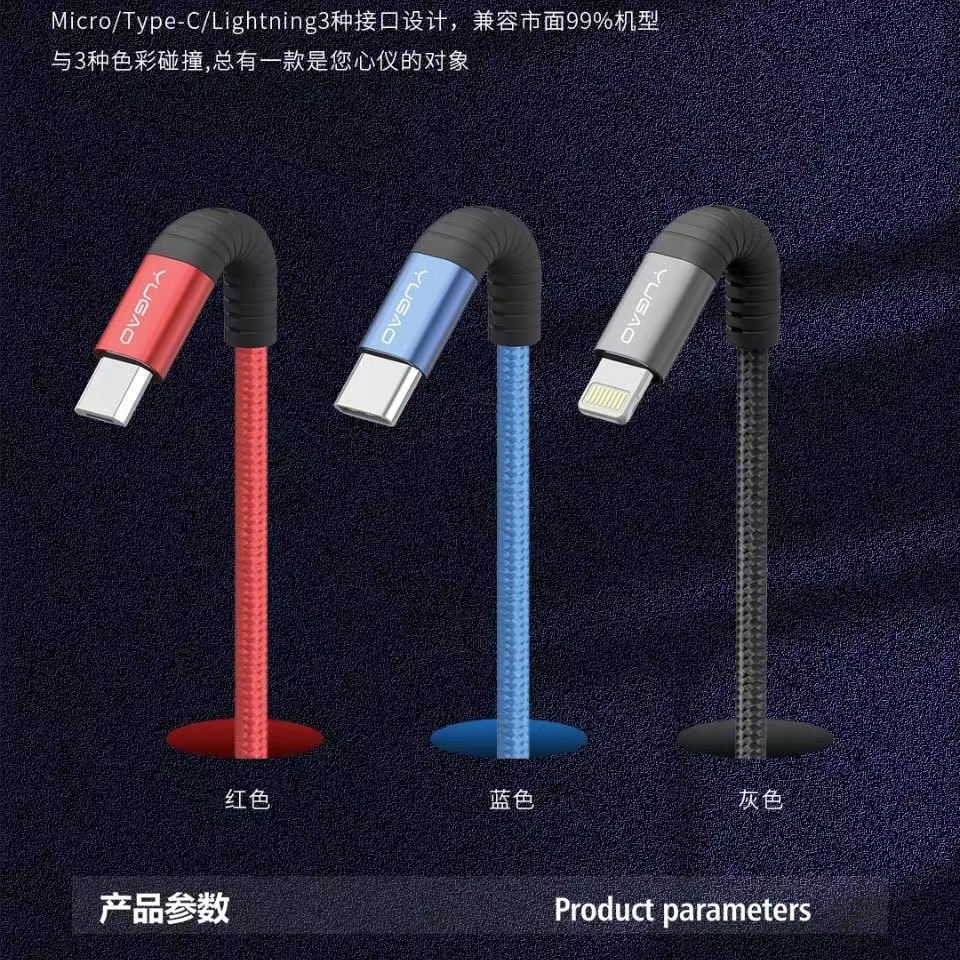 Micro/Type-C/Lightning3种接口设计，兼容市面99%机型
与3种色彩碰撞,总有一款是您心仪的对象
YUGAO
YUGAO
YUGAO
红色
蓝色
灰色
产品参数
Product parameters